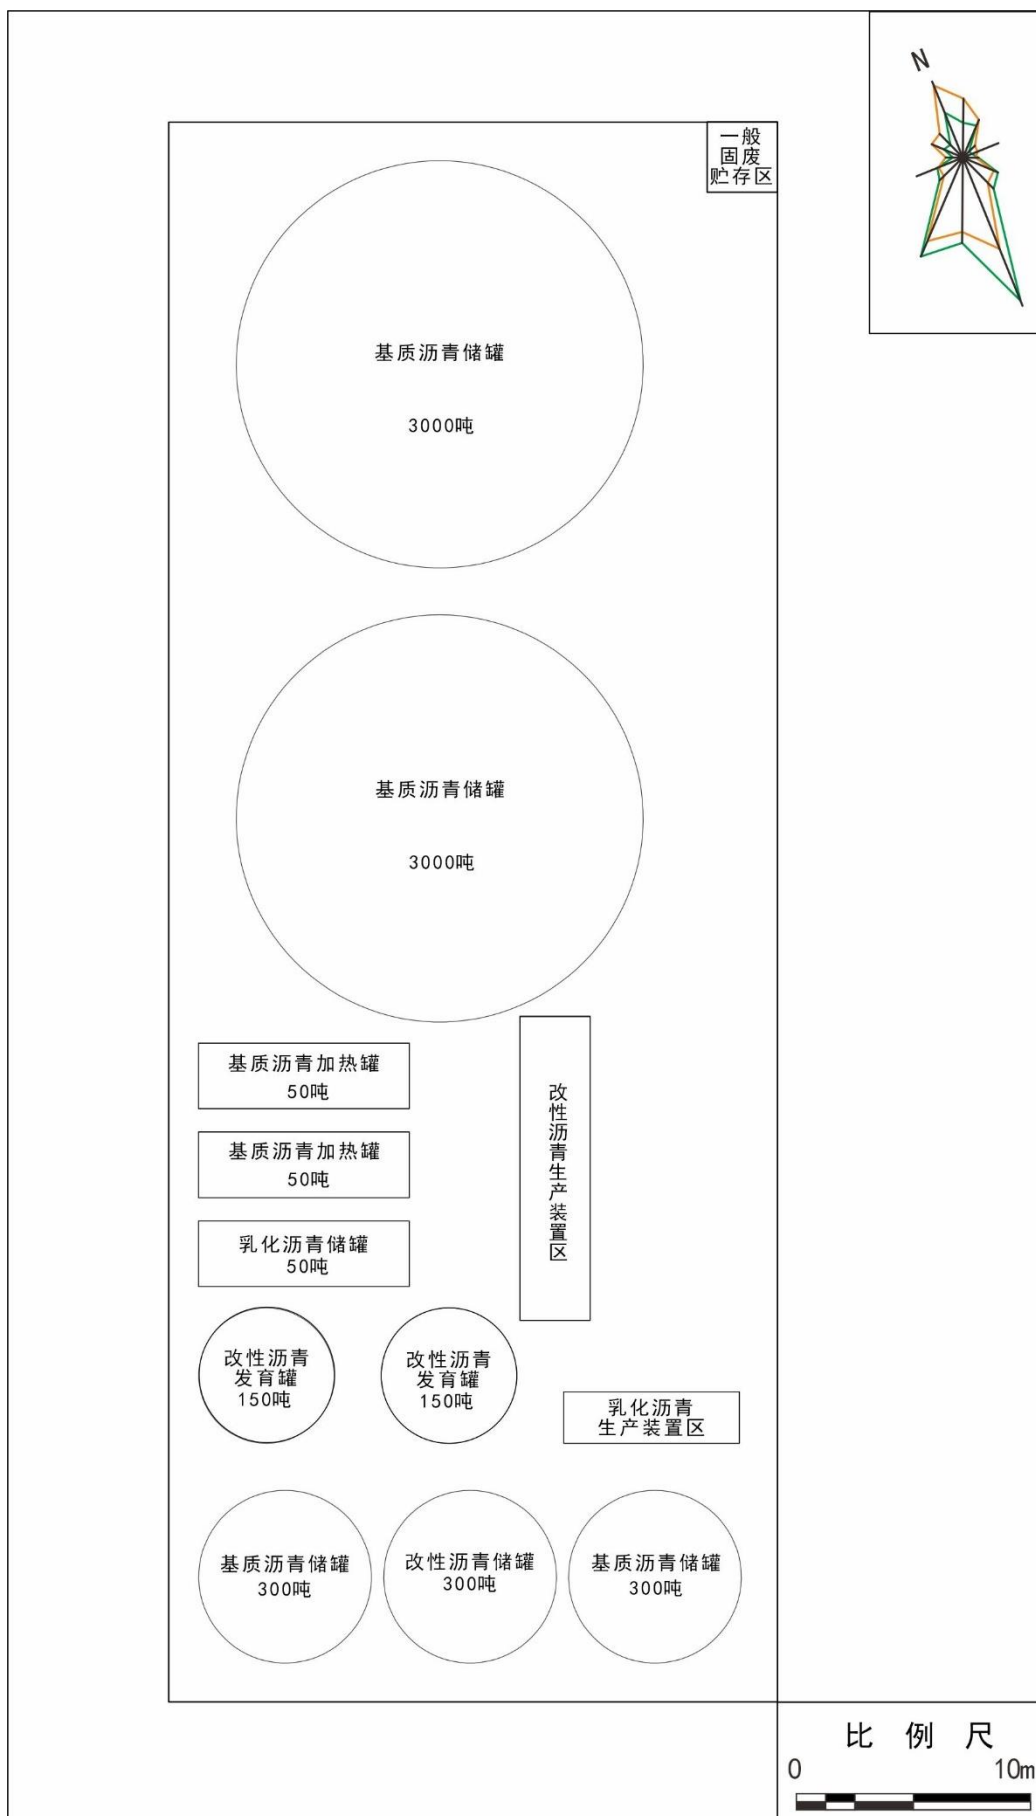 N
一般
固废
贮存区
基质沥青储罐
3000吨
基质沥青储罐
3000吨
基质沥青加热罐
50吨
基质沥青加热罐
50吨
乳化沥青储罐
50吨
改性沥青生产装置区
改性沥青
发育罐
150吨
改性沥青
发育罐
150吨
乳化沥青
生产装置区
基质沥青储罐
300吨
改性沥青储罐
300吨
基质沥青储罐
300吨
比例尺
0 10m